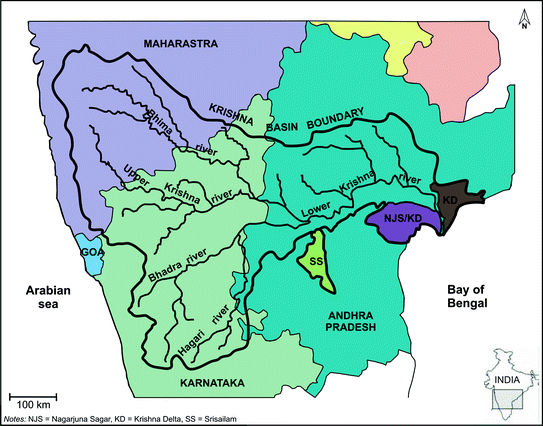 N
MAHARASTRA
KRISHNA BASIN BOUNDARY
Bhima river
Upper Krishna river
Lower Krishna river
KD
NJS/KD
GOA
SS
Bhadra river
Arabian
sea
Bay of
Bengal
Hagari river
ANDHRA
PRADESH
KARNATAKA
INDIA
100 km
Notes: NJS = Nagarjuna Sagar, KD = Krishna Delta, SS = Srisailam